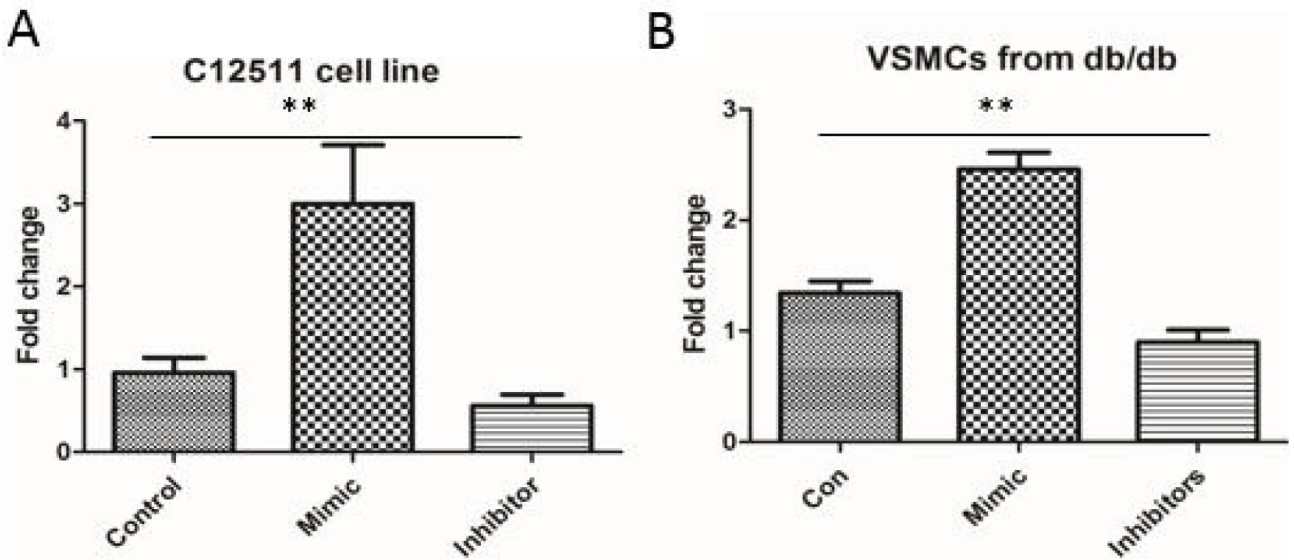 A
C12511 cell line
**
Fold change
4
3
2
1
0
Control
Mimic
Inhibitor
B
VSMCs from db/db
**
Fold change
3
2
1
0
Con
Mimic
Inhibitors